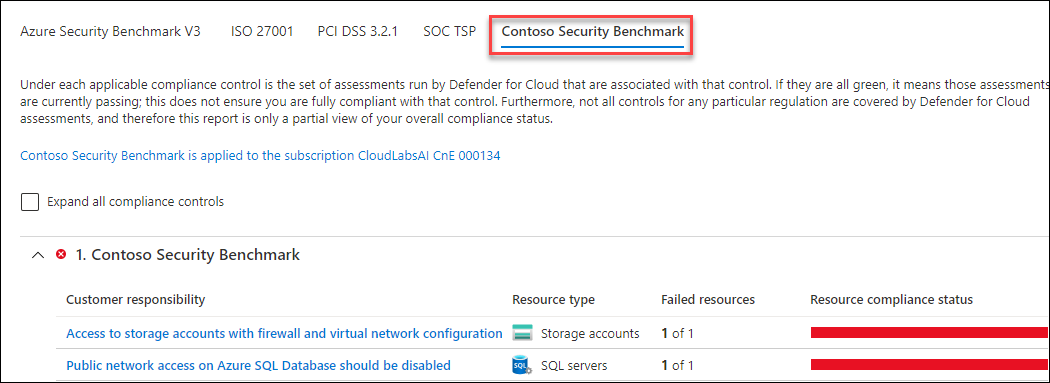 Azure Security Benchmark V3 ISO 27001 PCI DSS 3.2.1 SOC TSP Contoso Security Benchmark
Under each applicable compliance control is the set of assessments run by Defender for Cloud that are associated with that control. If they are all green, it means those assessments
are currently passing; this does not ensure you are fully compliant with that control. Furthermore, not all controls for any particular regulation are covered by Defender for Cloud
assessments, and therefore this report is only a partial view of your overall compliance status.
Contoso Security Benchmark is applied to the subscription CloudLabsAI CnE 000134
Expand all compliance controls
1. Contoso Security Benchmark
Customer responsibility Resource type Failed resources Resource compliance status
Access to storage accounts with firewall and virtual network configuration Storage accounts 1 of 1
Public network access on Azure SQL Database should be disabled SQL SQL servers 1 of 1